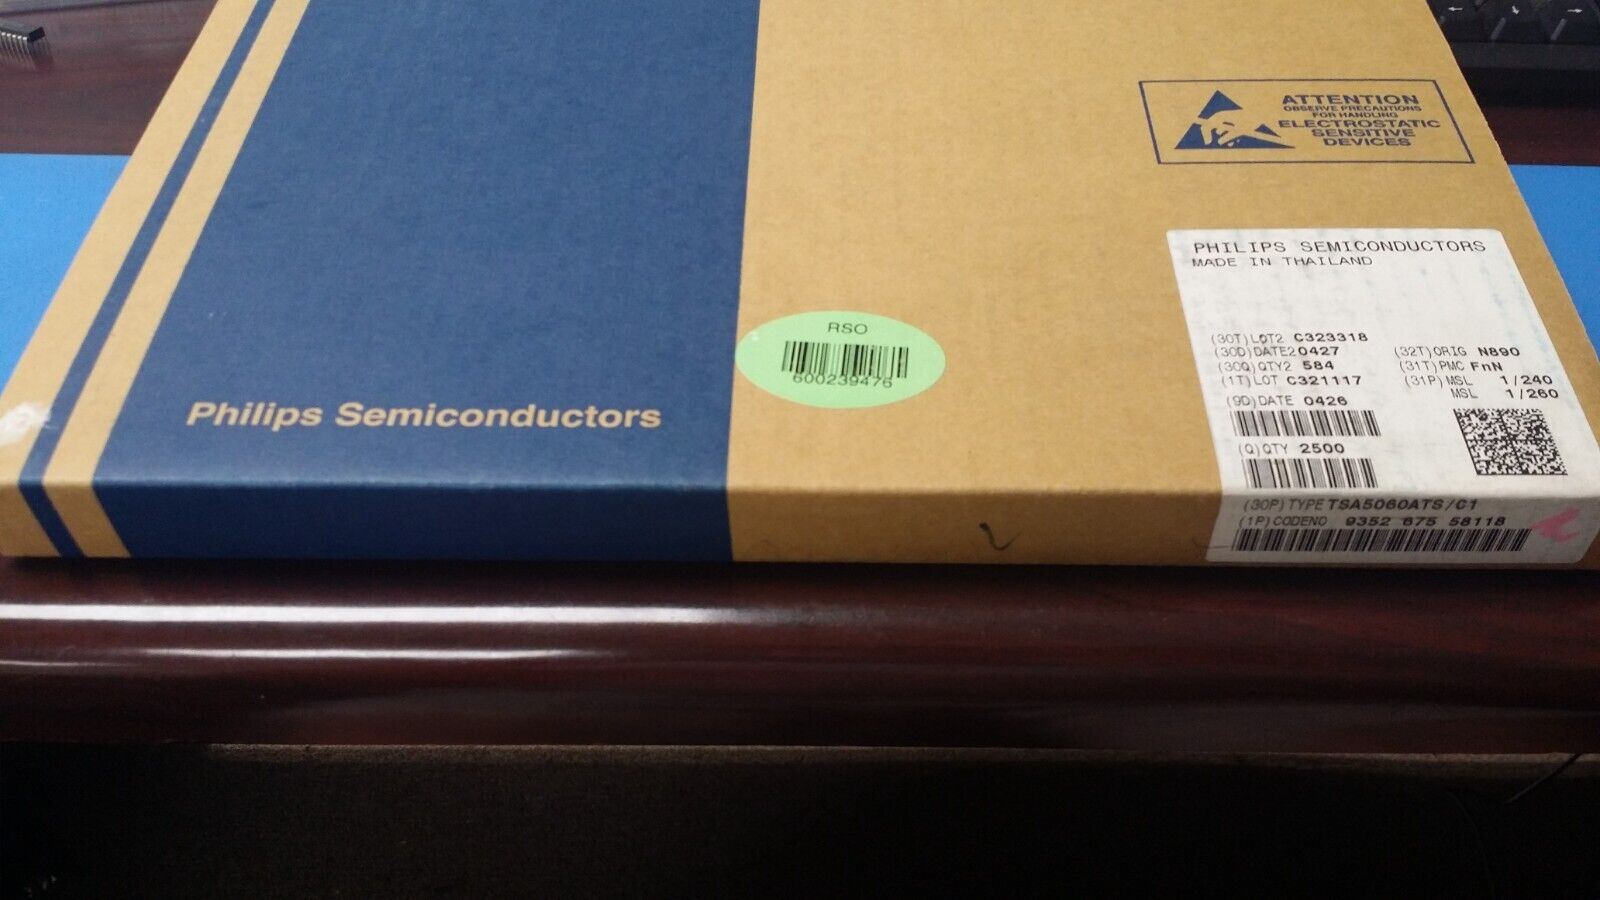 ATTENTION
OBSERVE PRECAUTIONS
FOR HANDLING
ELECTROSTATIC
SENSITIVE
DEVICES
PHILIPS SEMICONDUCTORS
MADE IN THAILAND
(30T)LOT2 C323318
(30D)DATE2 0427
(32T)ORIG N890
(30Q)QTY2 584
(31T)PMC FnN
(1T)LOT C321117
(31P)MSL 1/240
MSL 1/260
(9D)DATE 0426
(Q)QTY 2500
(30P)TYPE TSA5060ATS/C1
(1P)CODENO 9352 675 58118
RSO
600239476
Philips Semiconductors